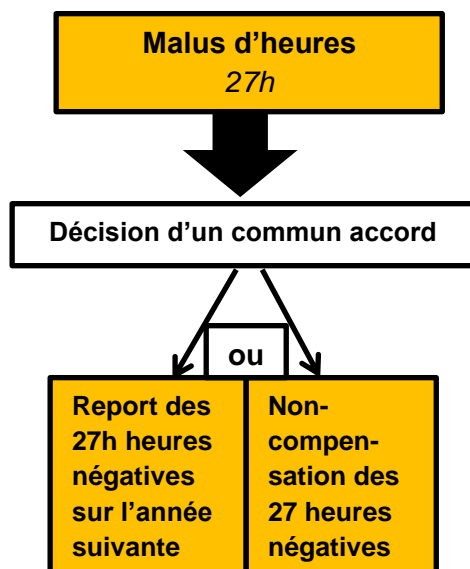 Malus d’heures
27h
Décision d’un commun accord
ou
Report des
27h heures
négatives
sur l’année
suivante
Non-
compen-
sation des
27 heures
négatives